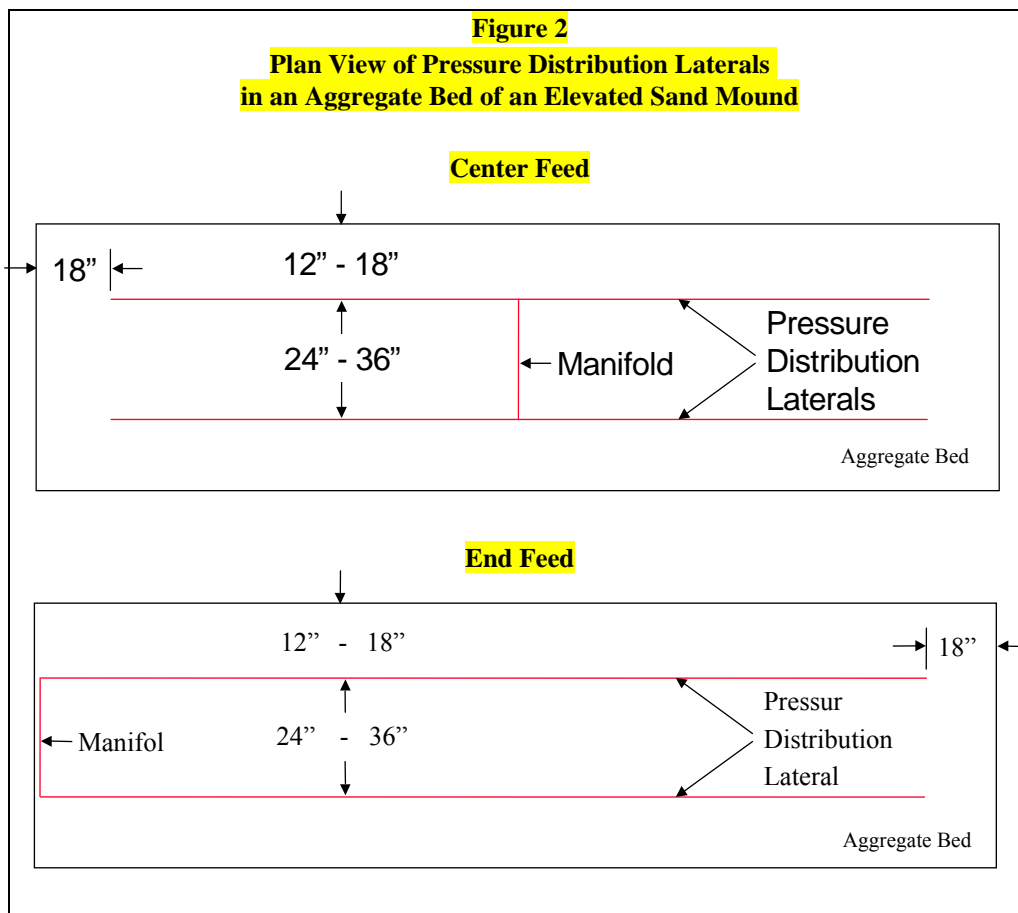 Figure 2
Plan View of Pressure Distribution Laterals
in an Aggregate Bed of an Elevated Sand Mound
Center Feed
18”
12” - 18”
24” - 36”
Manifold
Pressure
Distribution
Laterals
Aggregate Bed
End Feed
12” - 18”
18”
Manifol
24” - 36”
Pressur
Distribution
Lateral
Aggregate Bed